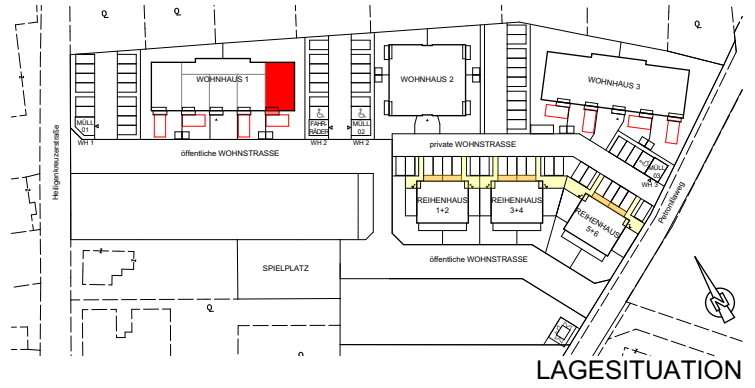 WOHNHAUS 1
WOHNHAUS 2
WOHNHAUS 3
MÜLL
01
FAHR-
RÄDER
MÜLL
02
WH 1
WH 2
WH 2
öffentliche WOHNSTRASSE
private WOHNSTRASSE
MÜLL
03
WH 3
Heiligenkreuzerstraße
Petronillaweg
REIHENHAUS
1+2
REIHENHAUS
3+4
REIHENHAUS
5+6
SPIELPLATZ
öffentliche WOHNSTRASSE
LAGESITUATION